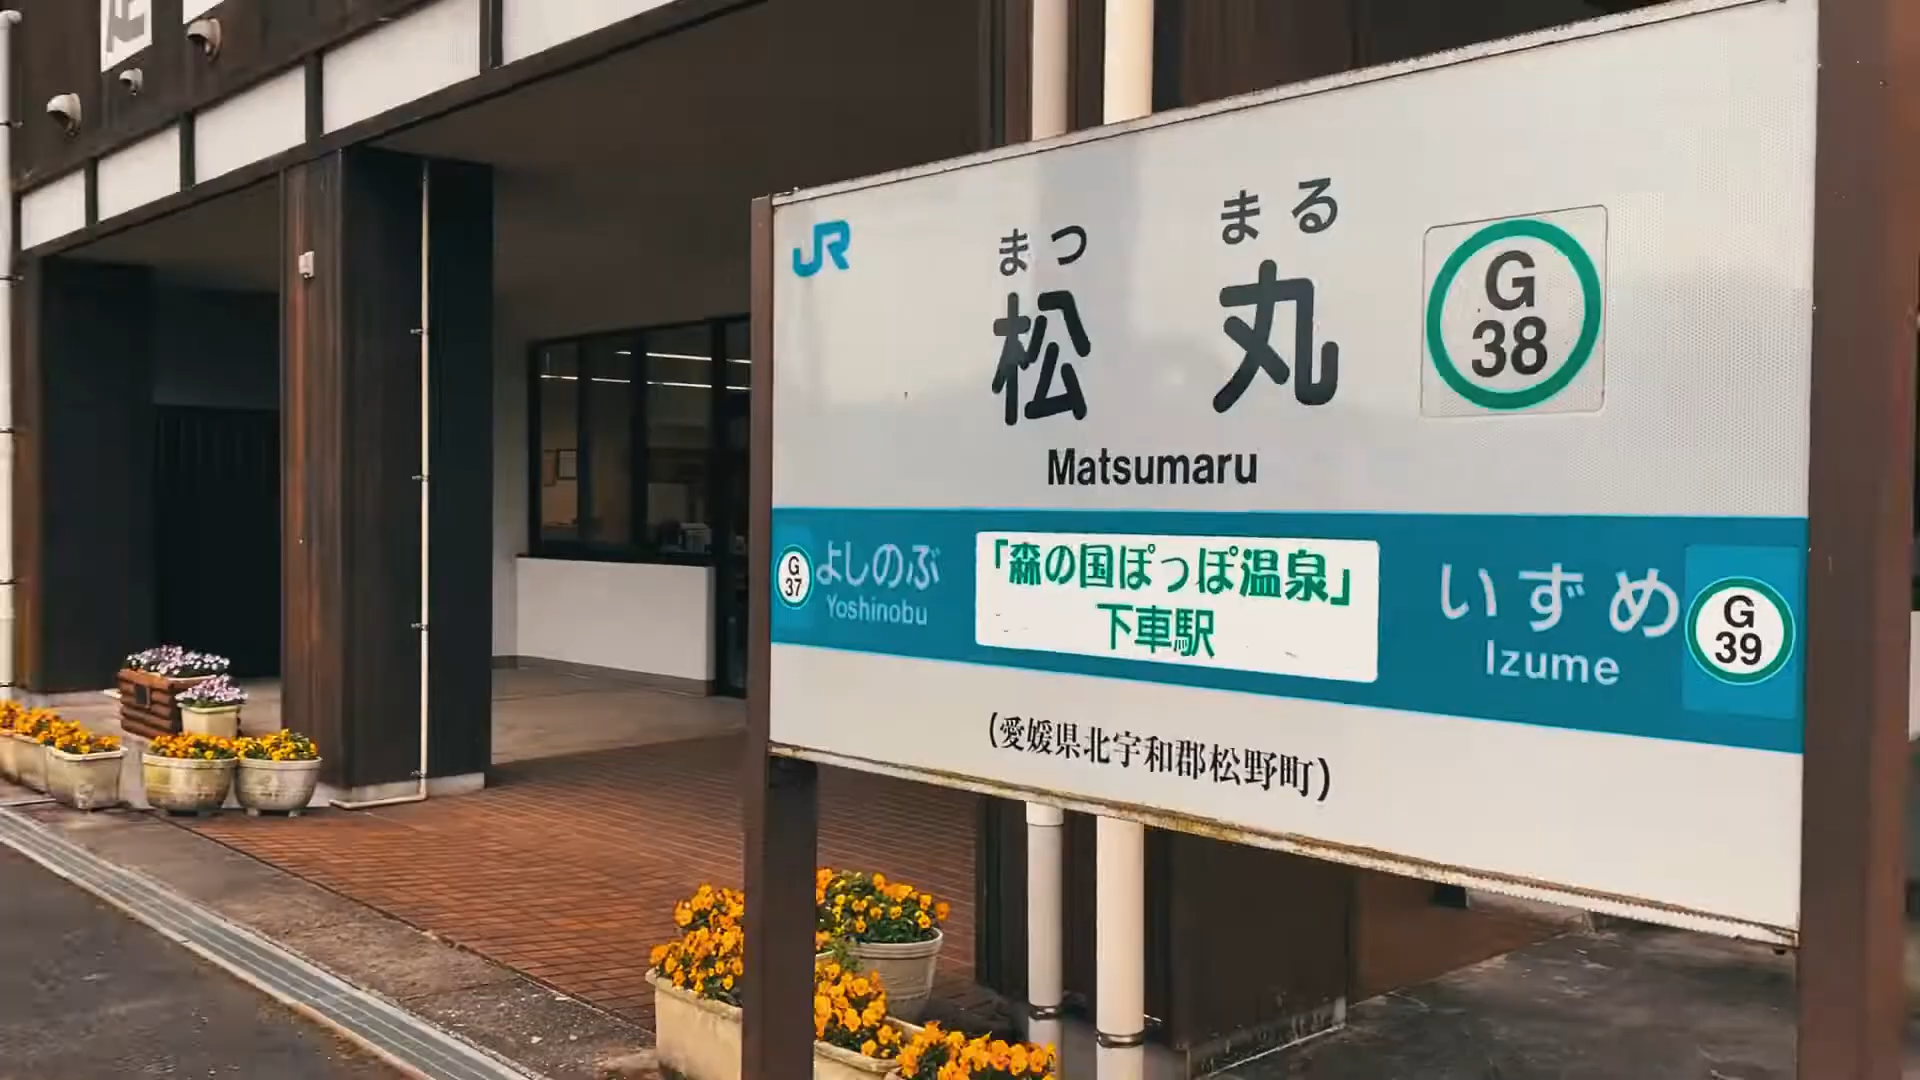 JR
まつ まる
松 丸
G
38
Matsumaru
G
37
よしのぶ
Yoshinobu
「森の国ぽっぽ温泉」
下車駅
いずめ
Izume
G
39
(愛媛県北宇和郡松野町)